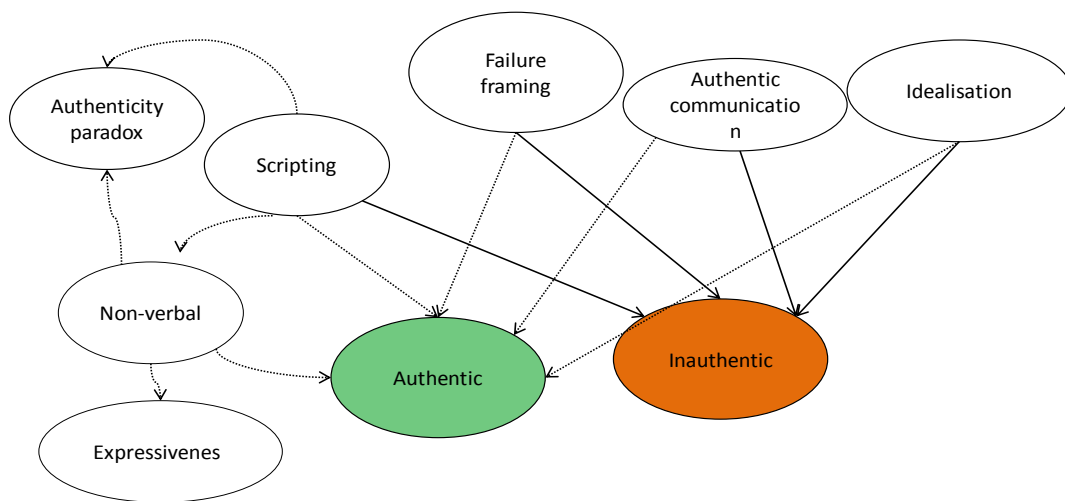 Failure
framing
Authentic
communicatio
n
Idealisation
Authenticity
paradox
Scripting
Non-verbal
Authentic
Inauthentic
Expressivenes